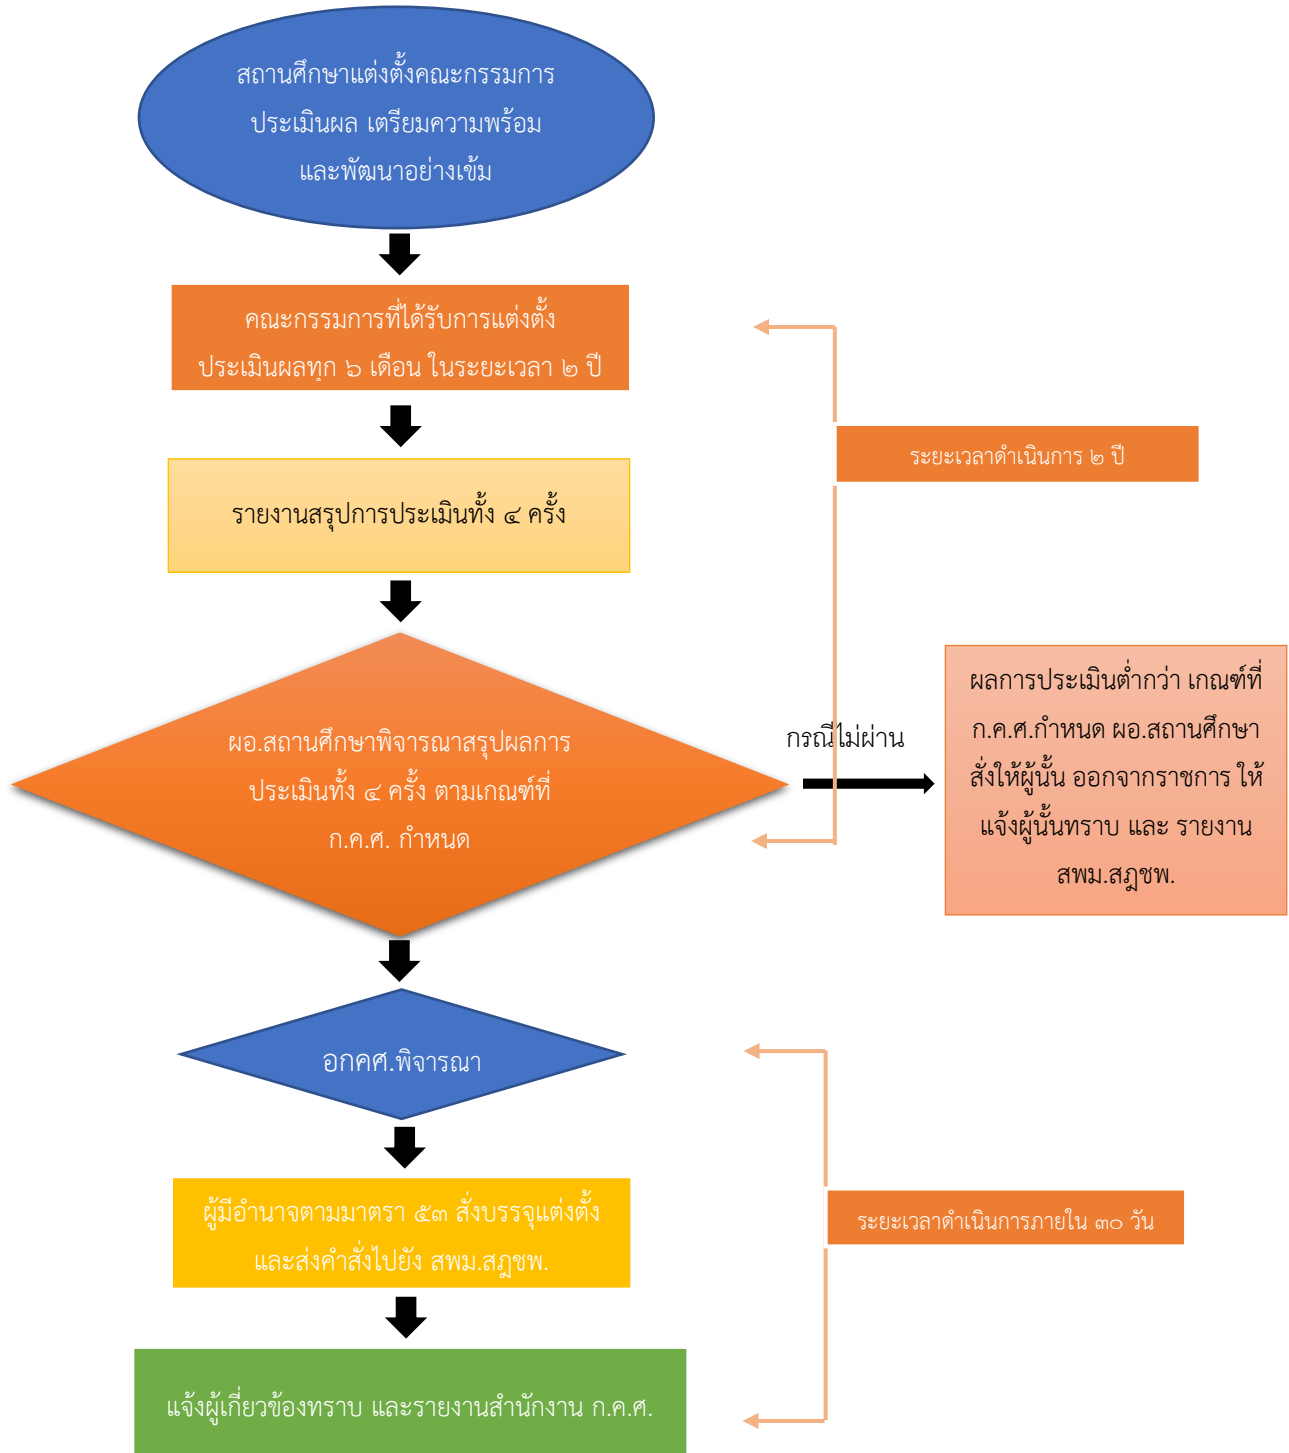 สถานศึกษาแต่งตั้งคณะกรรมการ
ประเมินผล เตรียมความพร้อม
และพัฒนาอย่างเข้ม
คณะกรรมการที่ได้รับการแต่งตั้ง
ประเมินผลทุก ๖ เดือน ในระยะเวลา ๒ ปี
ระยะเวลาดำเนินการ ๒ ปี
รายงานสรุปการประเมินทั้ง ๔ ครั้ง
ผอ.สถานศึกษาพิจารณาสรุปผลการ
ประเมินทั้ง ๔ ครั้ง ตามเกณฑ์ที่
ก.ค.ศ. กำหนด
กรณีไม่ผ่าน
ผลการประเมินต่ำกว่า เกณฑ์ที่
ก.ค.ศ.กำหนด ผอ.สถานศึกษา
สั่งให้ผู้นั้น ออกจากราชการ ให้
แจ้งผู้นั้นทราบ และ รายงาน
สพม.สฎชพ.
อกคศ.พิจารณา
ผู้มีอำนาจตามมาตรา ๕๓ สั่งบรรจุแต่งตั้ง
และส่งคำสั่งไปยัง สพม.สฎชพ.
ระยะเวลาดำเนินการภายใน ๓๐ วัน
แจ้งผู้เกี่ยวข้องทราบ และรายงานสำนักงาน ก.ค.ศ.